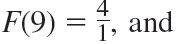 F(9) = 4/1, and